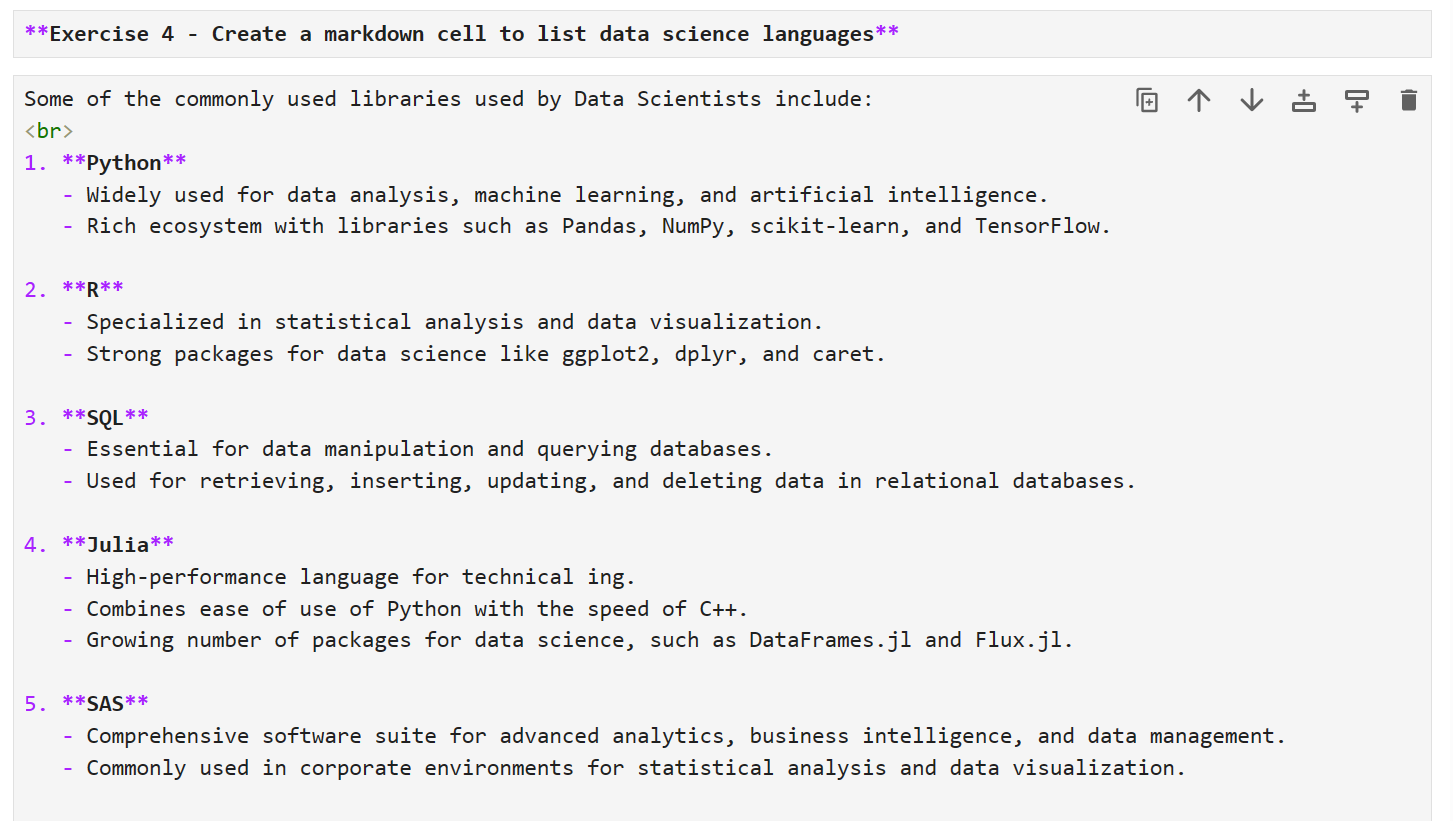 **Exercise 4 - Create a markdown cell to list data science languages**
Some of the commonly used libraries used by Data Scientists include:
<br>
1. **Python**
   - Widely used for data analysis, machine learning, and artificial intelligence.
   - Rich ecosystem with libraries such as Pandas, NumPy, scikit-learn, and TensorFlow.
2. **R**
   - Specialized in statistical analysis and data visualization.
   - Strong packages for data science like ggplot2, dplyr, and caret.
3. **SQL**
   - Essential for data manipulation and querying databases.
   - Used for retrieving, inserting, updating, and deleting data in relational databases.
4. **Julia**
   - High-performance language for technical ing.
   - Combines ease of use of Python with the speed of C++.
   - Growing number of packages for data science, such as DataFrames.jl and Flux.jl.
5. **SAS**
   - Comprehensive software suite for advanced analytics, business intelligence, and data management.
   - Commonly used in corporate environments for statistical analysis and data visualization.